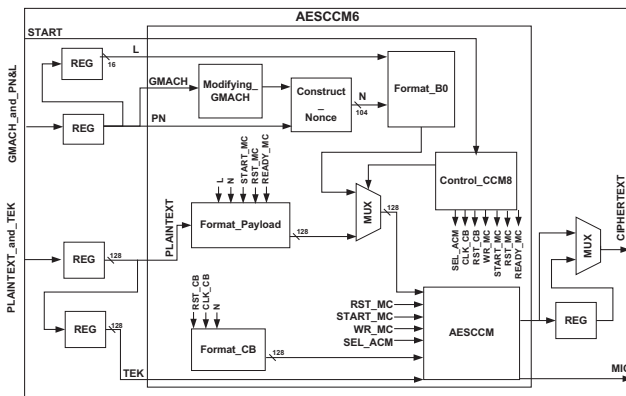 AESCCM6
START
GMACH_and_PN&L
REG
16
L
GMACH
Modifying_
GMACH
Construct
_
Nonce
N
104
Format_B0
REG
PN
L
N
START_MC
RST_MC
READY_MC
Control_CCM8
MUX
128
Format_Payload
128
PLAINTEXT
SEL_ACM
CLK_CB
RST_CB
WR_MC
START_MC
RST_MC
READY_MC
CIPHERTEXT
MUX
PLAINTEXT_and_TEK
REG
128
RST_CB
CLK_CB
N
RST_MC
START_MC
WR_MC
SEL_ACM
AESCCM
REG
REG
128
Format_CB
128
TEK
MIC